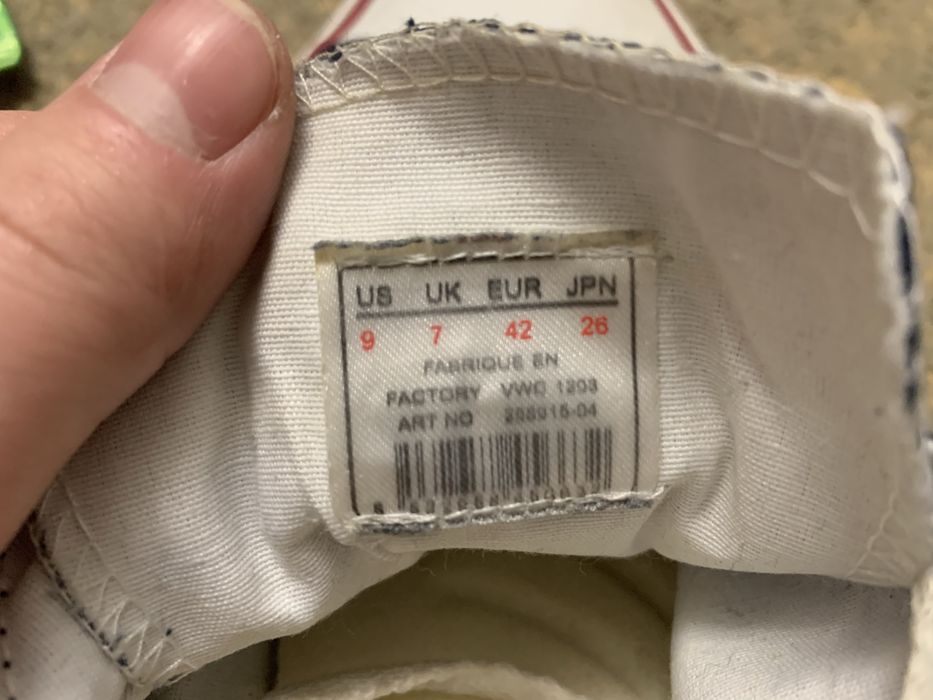 US UK EUR JPN
9 7 42 26
FABRIQUE EN
FACTORY VWC 1203
ART NO